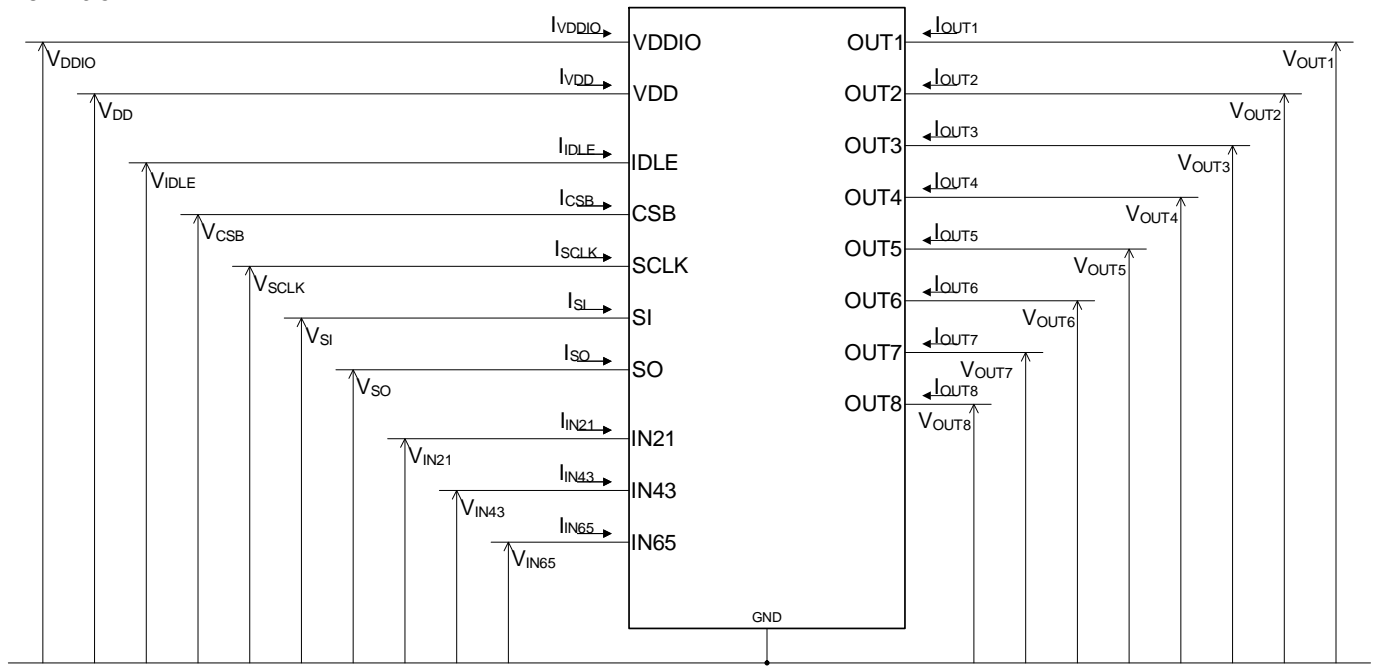 IVDDIO
VDDIO
VDDIO
IVDD
VDD
VDD
IIDLE
IDLE
VIDLE
ICSB
CSB
VCSB
ISCLK
SCLK
VSCLK
ISI
SI
VSI
ISO
SO
VSO
IIN21
IN21
VIN21
IIN43
IN43
VIN43
IIN65
IN65
VIN65
GND
OUT1
IOUT1
VOUT1
OUT2
IOUT2
VOUT2
OUT3
IOUT3
VOUT3
OUT4
IOUT4
VOUT4
OUT5
IOUT5
VOUT5
OUT6
IOUT6
VOUT6
OUT7
IOUT7
VOUT7
OUT8
IOUT8
VOUT8